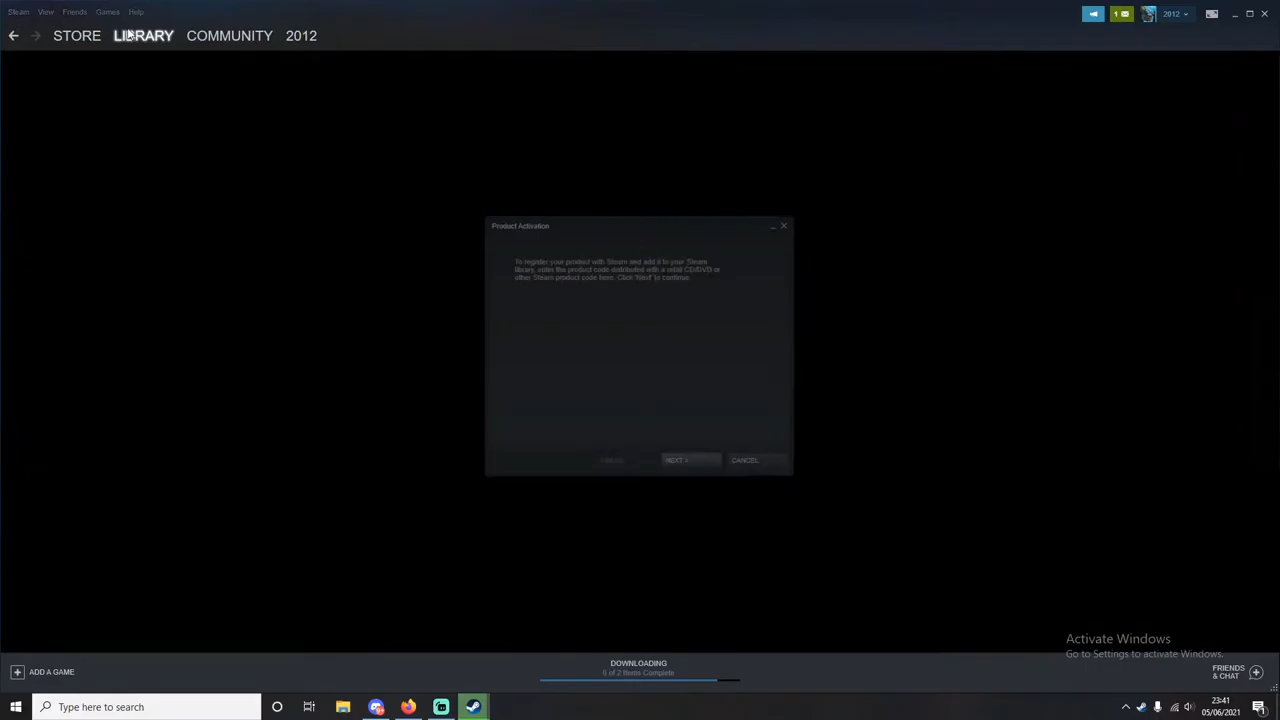 Steam View Friends Games Help
1 2012
STORE LIBRARY COMMUNITY 2012
Product Activation
To register your product with Steam and add it to your Steam
library, enter the product code distributed with a retail CD/DVD or
other Steam product code here. Click 'Next' to continue.
NEXT > CANCEL
Activate Windows
Go to Settings to activate Windows.
ADD A GAME
DOWNLOADING
of 2 Items Complete
FRIENDS
& CHAT
Type here to search
23:41
05/06/2021
1